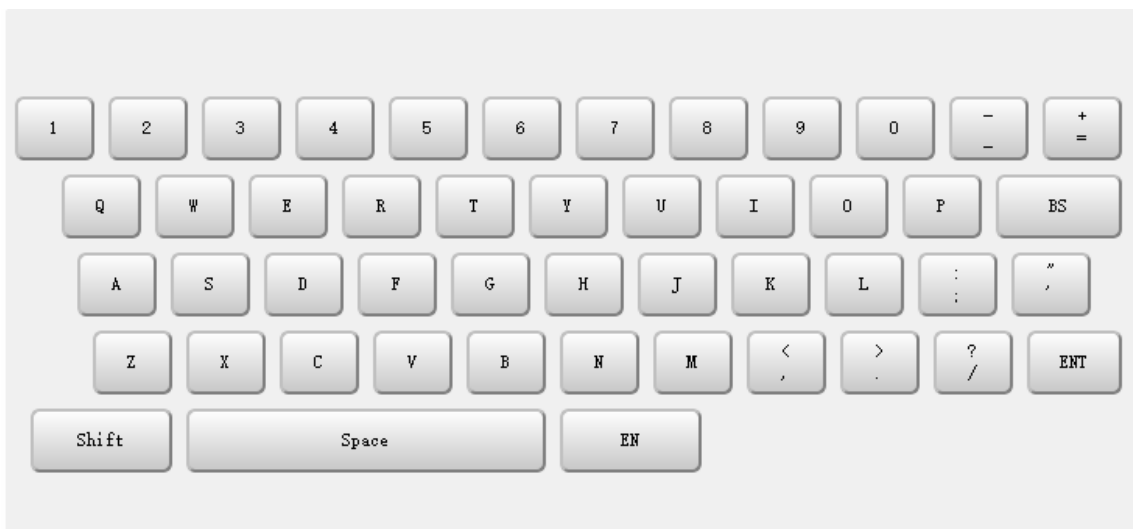 1 2 3 4 5 6 7 8 9 0 - _ + =
Q W E R T Y U I O P BS
A S D F G H J K L : ; " '
Z X C V B N M < , > . ? / ENT
Shift Space EN